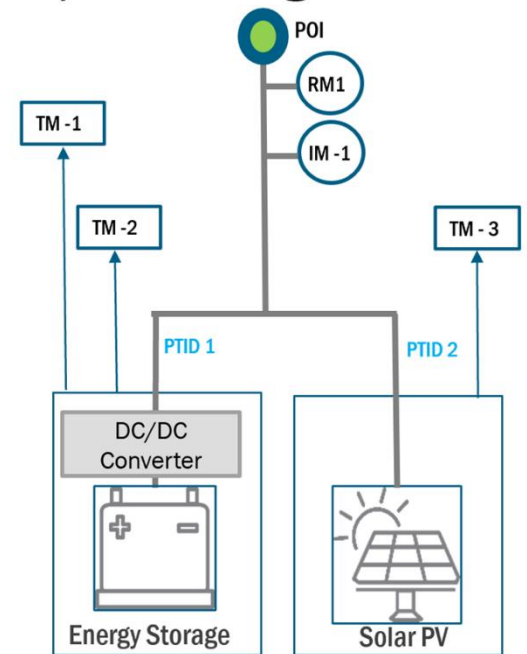 POI
RM1
IM -1
TM -1
TM -2
TM - 3
PTID 1
PTID 2
DC/DC
Converter
Energy Storage
Solar PV